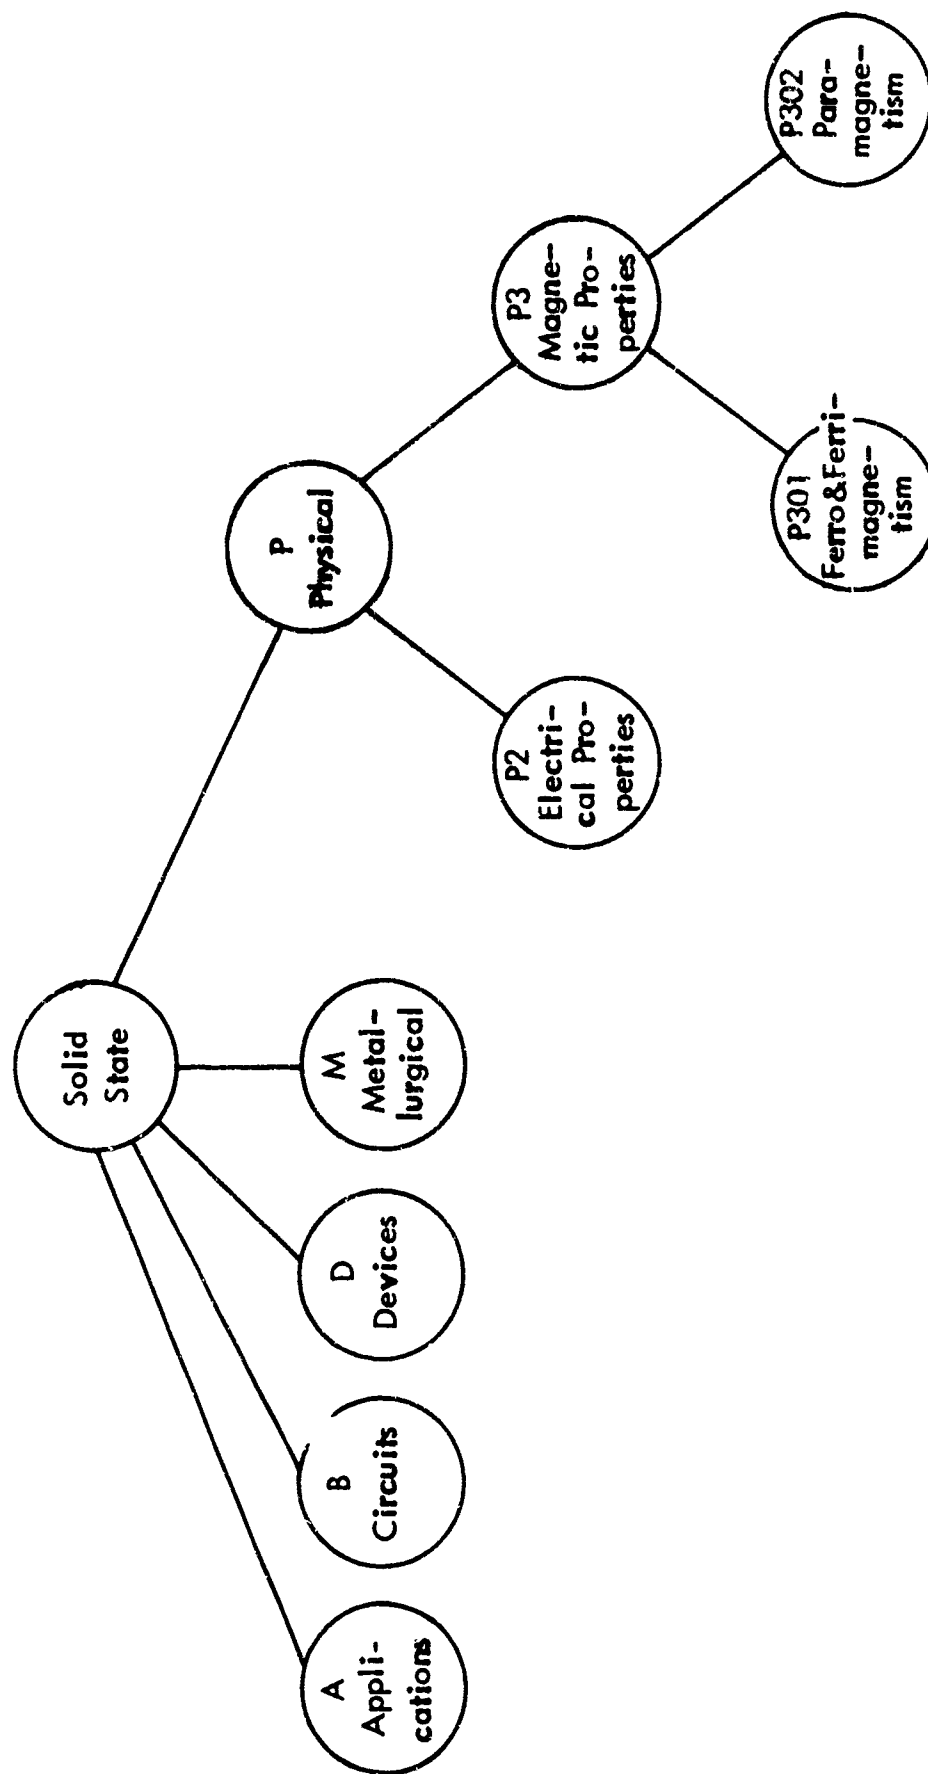 Solid
State
A
Appli-
cations
B
Circuits
D
Devices
M
Metal-
lurgical
P
Physical
P2
Electri-
cal Pro-
perties
P3
Magne-
tic Pro-
perties
P301
Ferro&Ferri-
magne-
tism
P302
Para-
magne-
tism